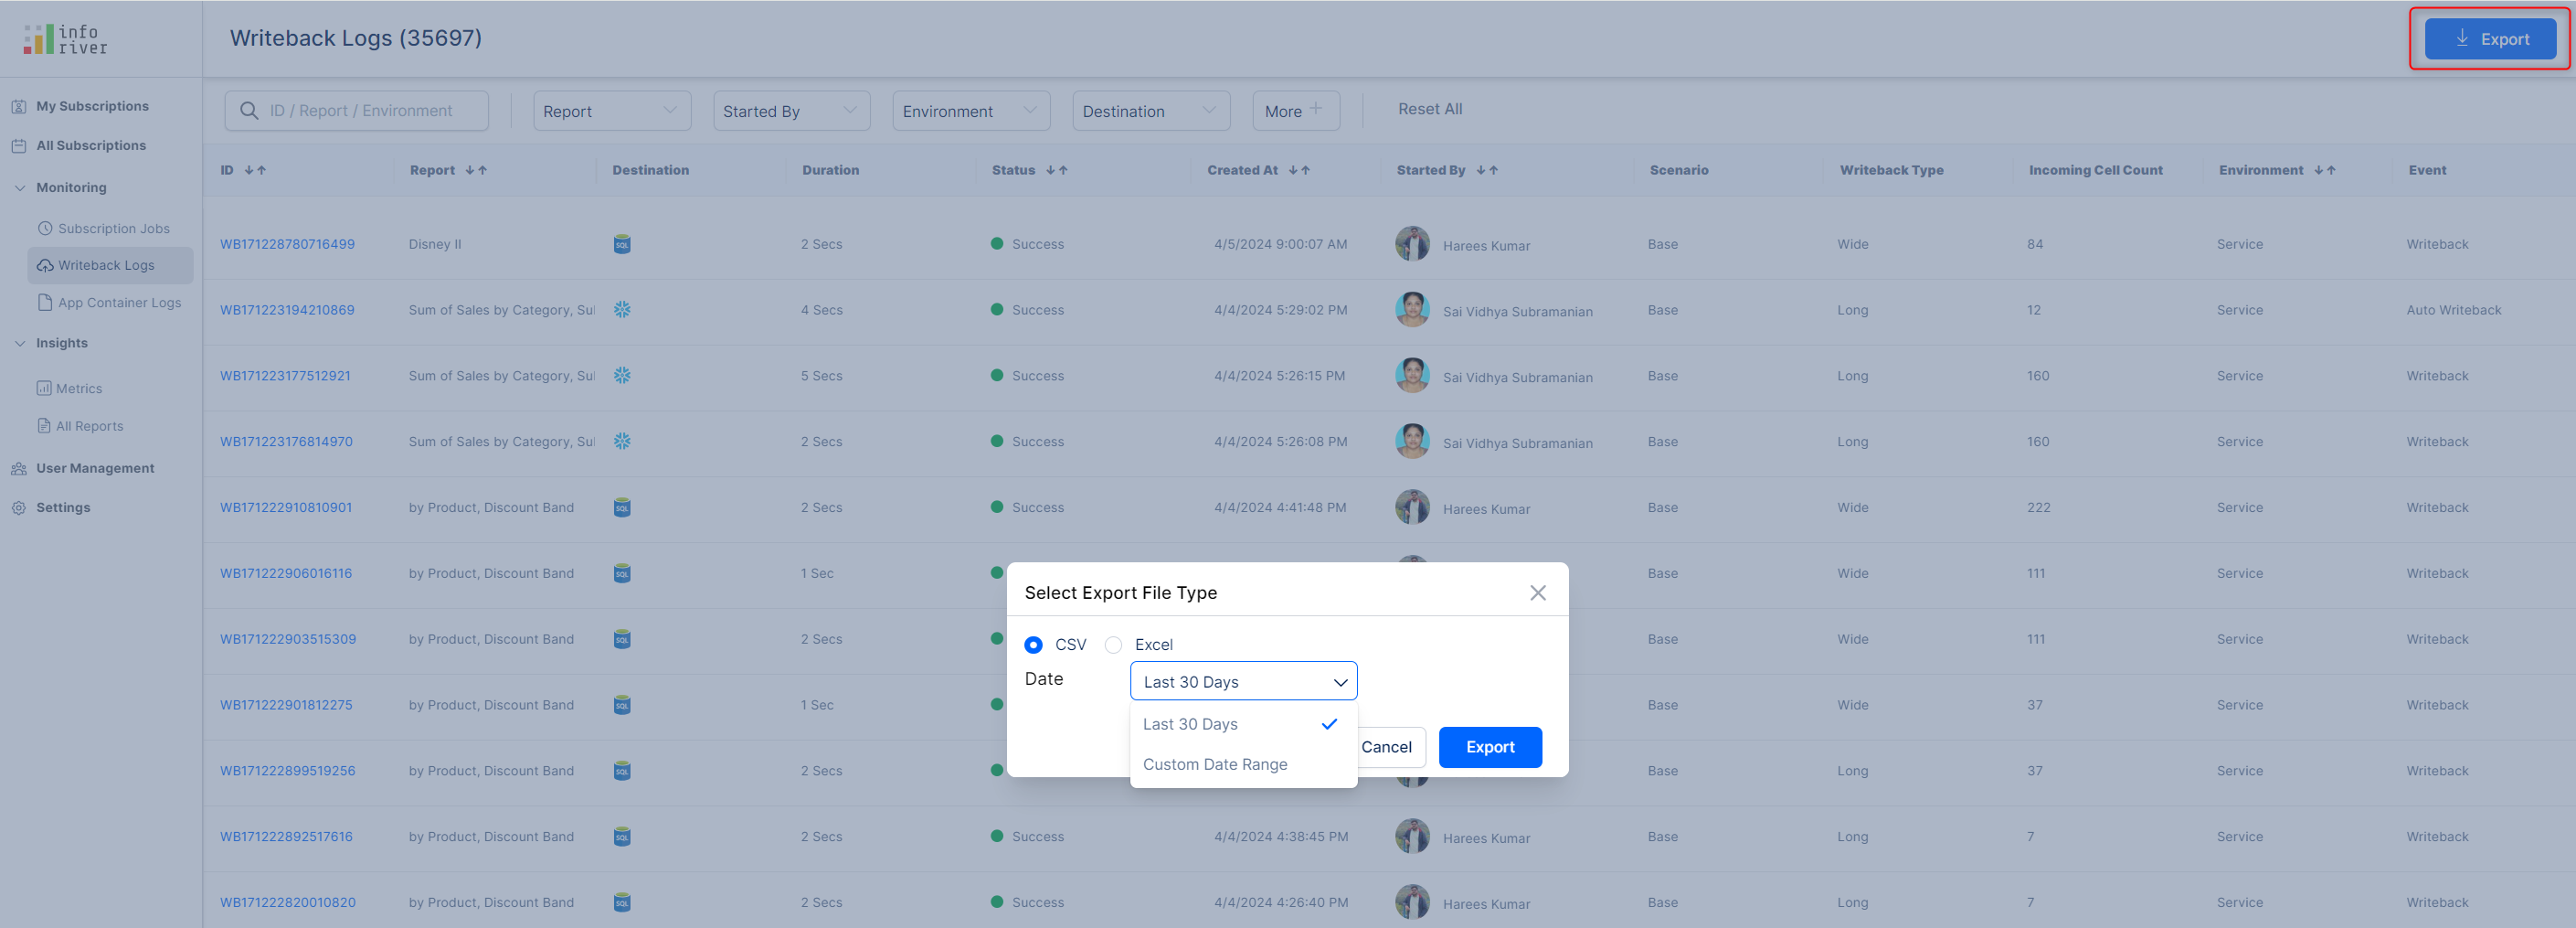 info
river
Writeback Logs (35697)
Export
My Subscriptions
All Subscriptions
Monitoring
Subscription Jobs
Writeback Logs
App Container Logs
Insights
Metrics
All Reports
User Management
Settings
ID / Report / Environment
Report
Started By
Environment
Destination
More
Reset All
ID Report Destination Duration Status Created At Started By Scenario Writeback Type Incoming Cell Count Environment Event
WB171228780716499 Disney II SQL 2 Secs Success 4/5/2024 9:00:07 AM Harees Kumar Base Wide 84 Service Writeback
WB171223194210869 Sum of Sales by Category, Sul 4 Secs Success 4/4/2024 5:29:02 PM Sai Vidhya Subramanian Base Long 12 Service Auto Writeback
WB171223177512921 Sum of Sales by Category, Sul 5 Secs Success 4/4/2024 5:26:15 PM Sai Vidhya Subramanian Base Long 160 Service Writeback
WB171223176814970 Sum of Sales by Category, Sul 2 Secs Success 4/4/2024 5:26:08 PM Sai Vidhya Subramanian Base Long 160 Service Writeback
WB171222910810901 by Product, Discount Band SQL 2 Secs Success 4/4/2024 4:41:48 PM Harees Kumar Base Wide 222 Service Writeback
WB171222906016116 by Product, Discount Band SQL 1 Sec Base Wide 111 Service Writeback
WB171222903515309 by Product, Discount Band SQL 2 Secs Base Wide 111 Service Writeback
WB171222901812275 by Product, Discount Band SQL 1 Sec Base Wide 37 Service Writeback
WB171222899519256 by Product, Discount Band SQL 2 Secs Base Long 37 Service Writeback
WB171222892517616 by Product, Discount Band SQL 2 Secs Success 4/4/2024 4:38:45 PM Harees Kumar Base Long 7 Service Writeback
WB171222820010820 by Product, Discount Band SQL 2 Secs Success 4/4/2024 4:26:40 PM Harees Kumar Base Long 7 Service Writeback
Select Export File Type
CSV Excel
Date Last 30 Days
Last 30 Days
Custom Date Range
Cancel Export